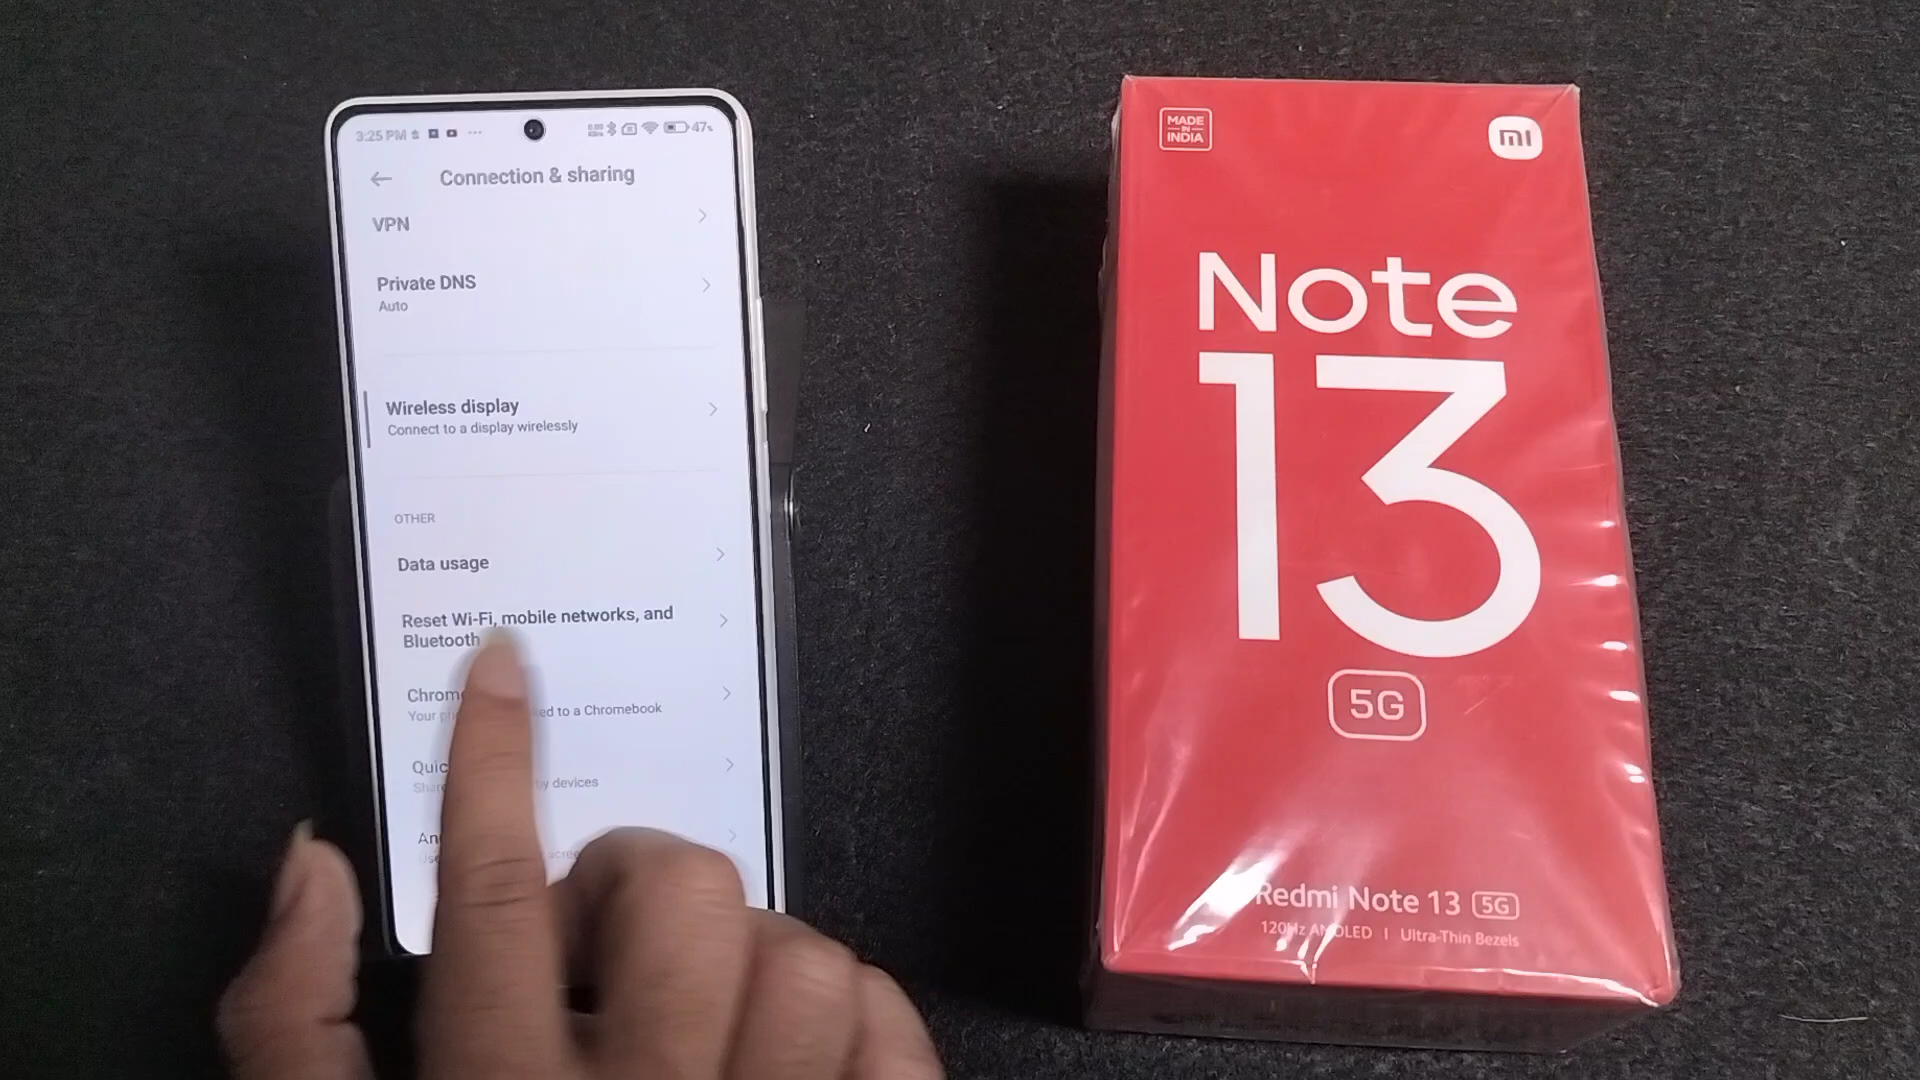 3:25 PM
47%
Connection & sharing
VPN
Private DNS
Auto
Wireless display
Connect to a display wirelessly
OTHER
Data usage
Reset Wi-Fi, mobile networks, and
Bluetooth
to a Chromebook
devices
MADE
IN
INDIA
mi
Note
13
5G
Redmi Note 13 5G
120Hz AMOLED | Ultra-Thin Bezels